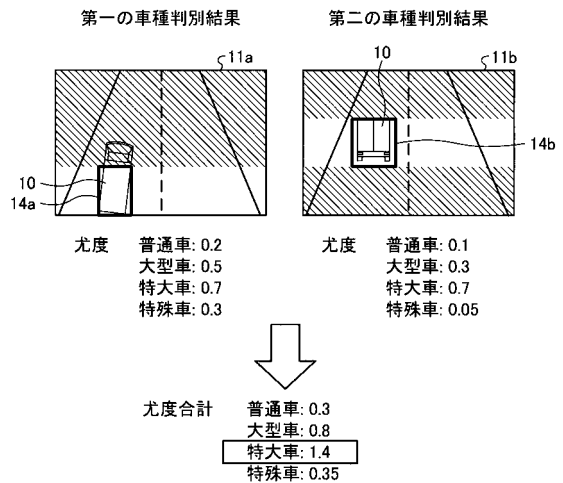 第一の車種判別結果
第二の車種判別結果
11a
11b
10
14a
10
14b
尤度 普通車: 0.2
大型車: 0.5
特大車: 0.7
特殊車: 0.3
尤度 普通車: 0.1
大型車: 0.3
特大車: 0.7
特殊車: 0.05
尤度合計 普通車: 0.3
大型車: 0.8
特大車: 1.4
特殊車: 0.35